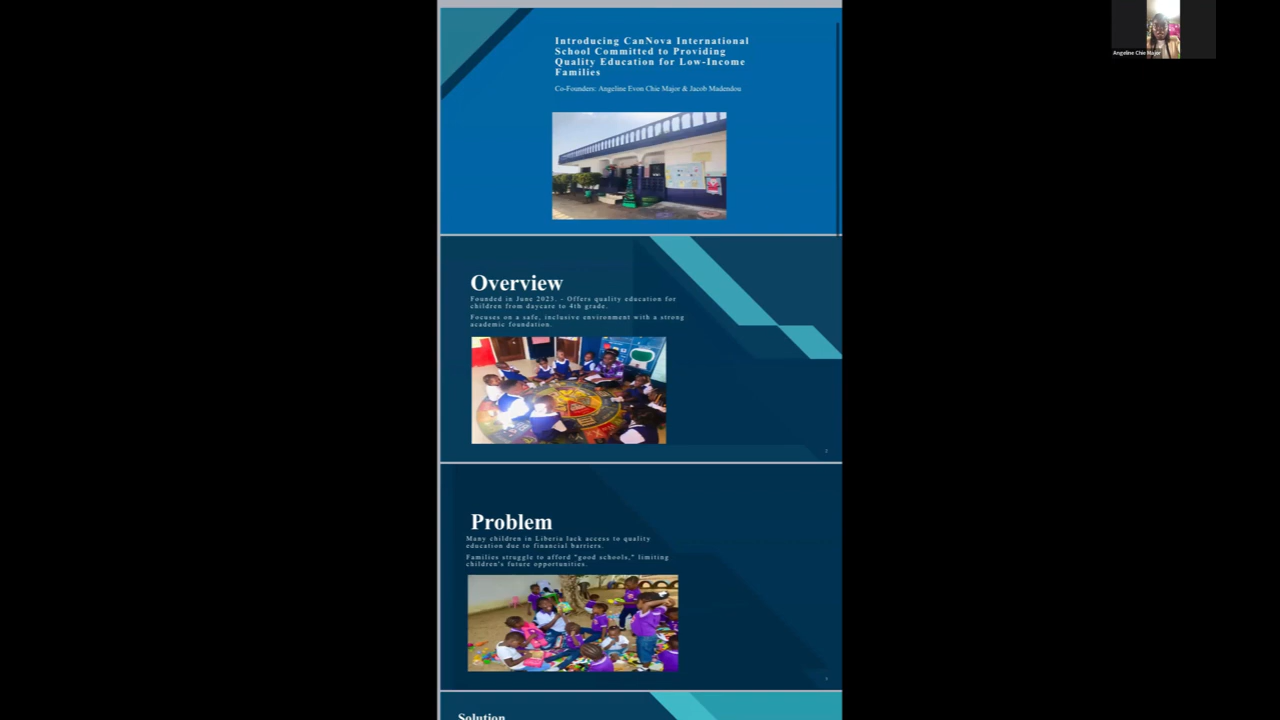 Introducing CanNova International
School Committed to Providing
Quality Education for Low-Income
Families
Co-Founders: Angeline Evon Chie Major & Jacob Madendou
Angeline Chie Major
Overview
Founded in June 2023. - Offers quality education for
children from daycare to 4th grade.
Focuses on a safe, inclusive environment with a strong
academic foundation.
2
Problem
Many children in Liberia lack access to quality
education due to financial barriers.
Families struggle to afford "good schools," limiting
children's future opportunities.
3
Solution